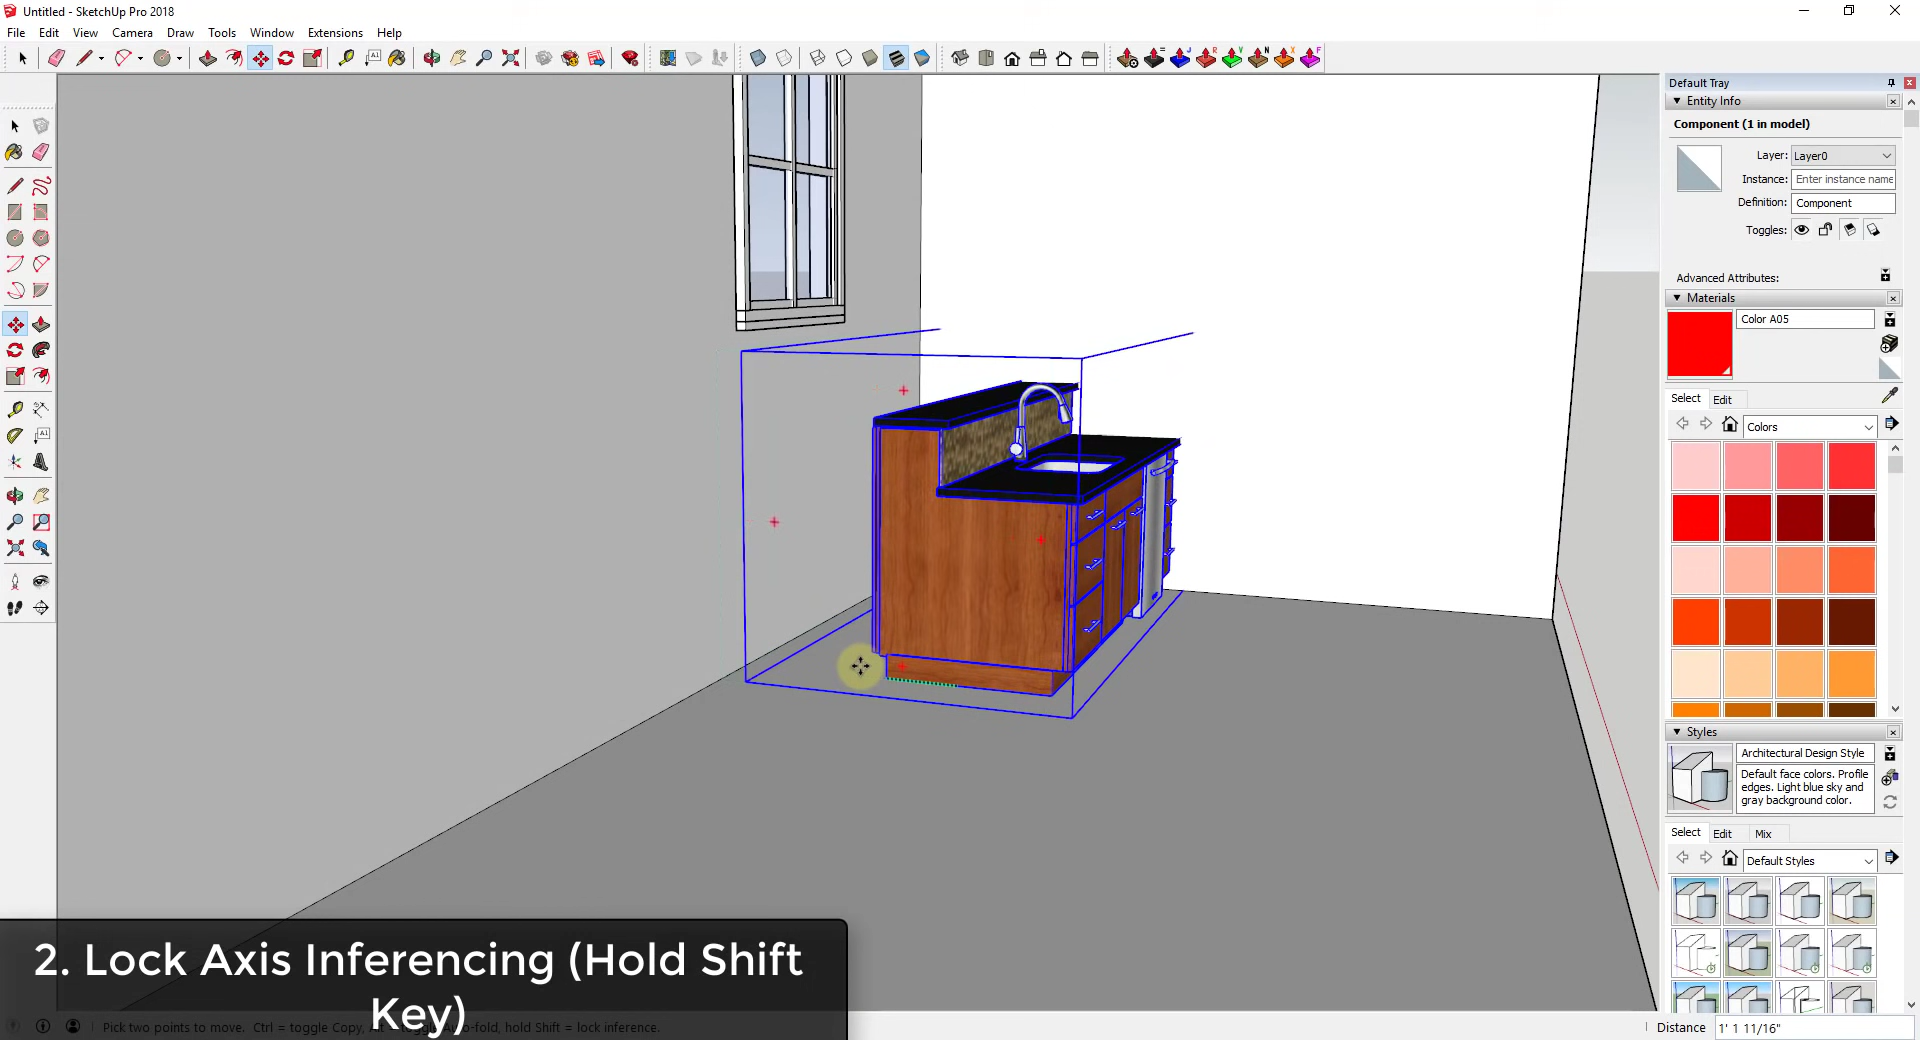 Untitled - SketchUp Pro 2018
File Edit View Camera Draw Tools Window Extensions Help
Default Tray
Entity Info
Component (1 in model)
Layer: Layer0
Instance: Enter instance name
Definition: Component
Toggles:
Advanced Attributes:
Materials
Color A05
Select Edit
Colors
Styles
Architectural Design Style
Default face colors. Profile
edges. Light blue sky and
gray background color.
Select Edit Mix
Default Styles
2. Lock Axis Inferencing (Hold Shift
Key)
Pick two points to move. Ctrl = toggle Copy, Alt = toggle Auto-fold, hold Shift = lock inference.
Distance 1' 1 11/16"